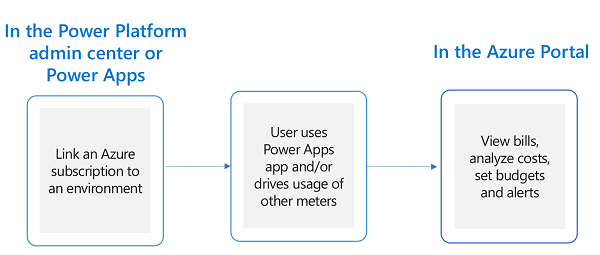 In the Power Platform
admin center or
Power Apps
In the Azure Portal
Link an Azure
subscription to
an environment
User uses
Power Apps
app and/or
drives usage of
other meters
View bills,
analyze costs,
set budgets
and alerts